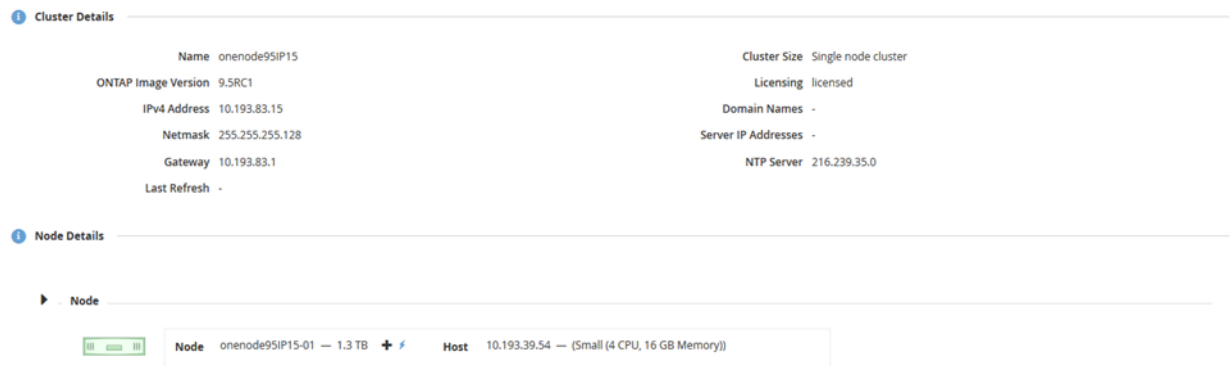 Cluster Details
Name onenode95IP15
Cluster Size Single node cluster
ONTAP Image Version 9.5RC1
Licensing licensed
IPv4 Address 10.193.83.15
Domain Names -
Netmask 255.255.255.128
Server IP Addresses -
Gateway 10.193.83.1
NTP Server 216.239.35.0
Last Refresh -
Node Details
Node
Node onenode95IP15-01 — 1.3 TB Host 10.193.39.54 — (Small (4 CPU, 16 GB Memory))